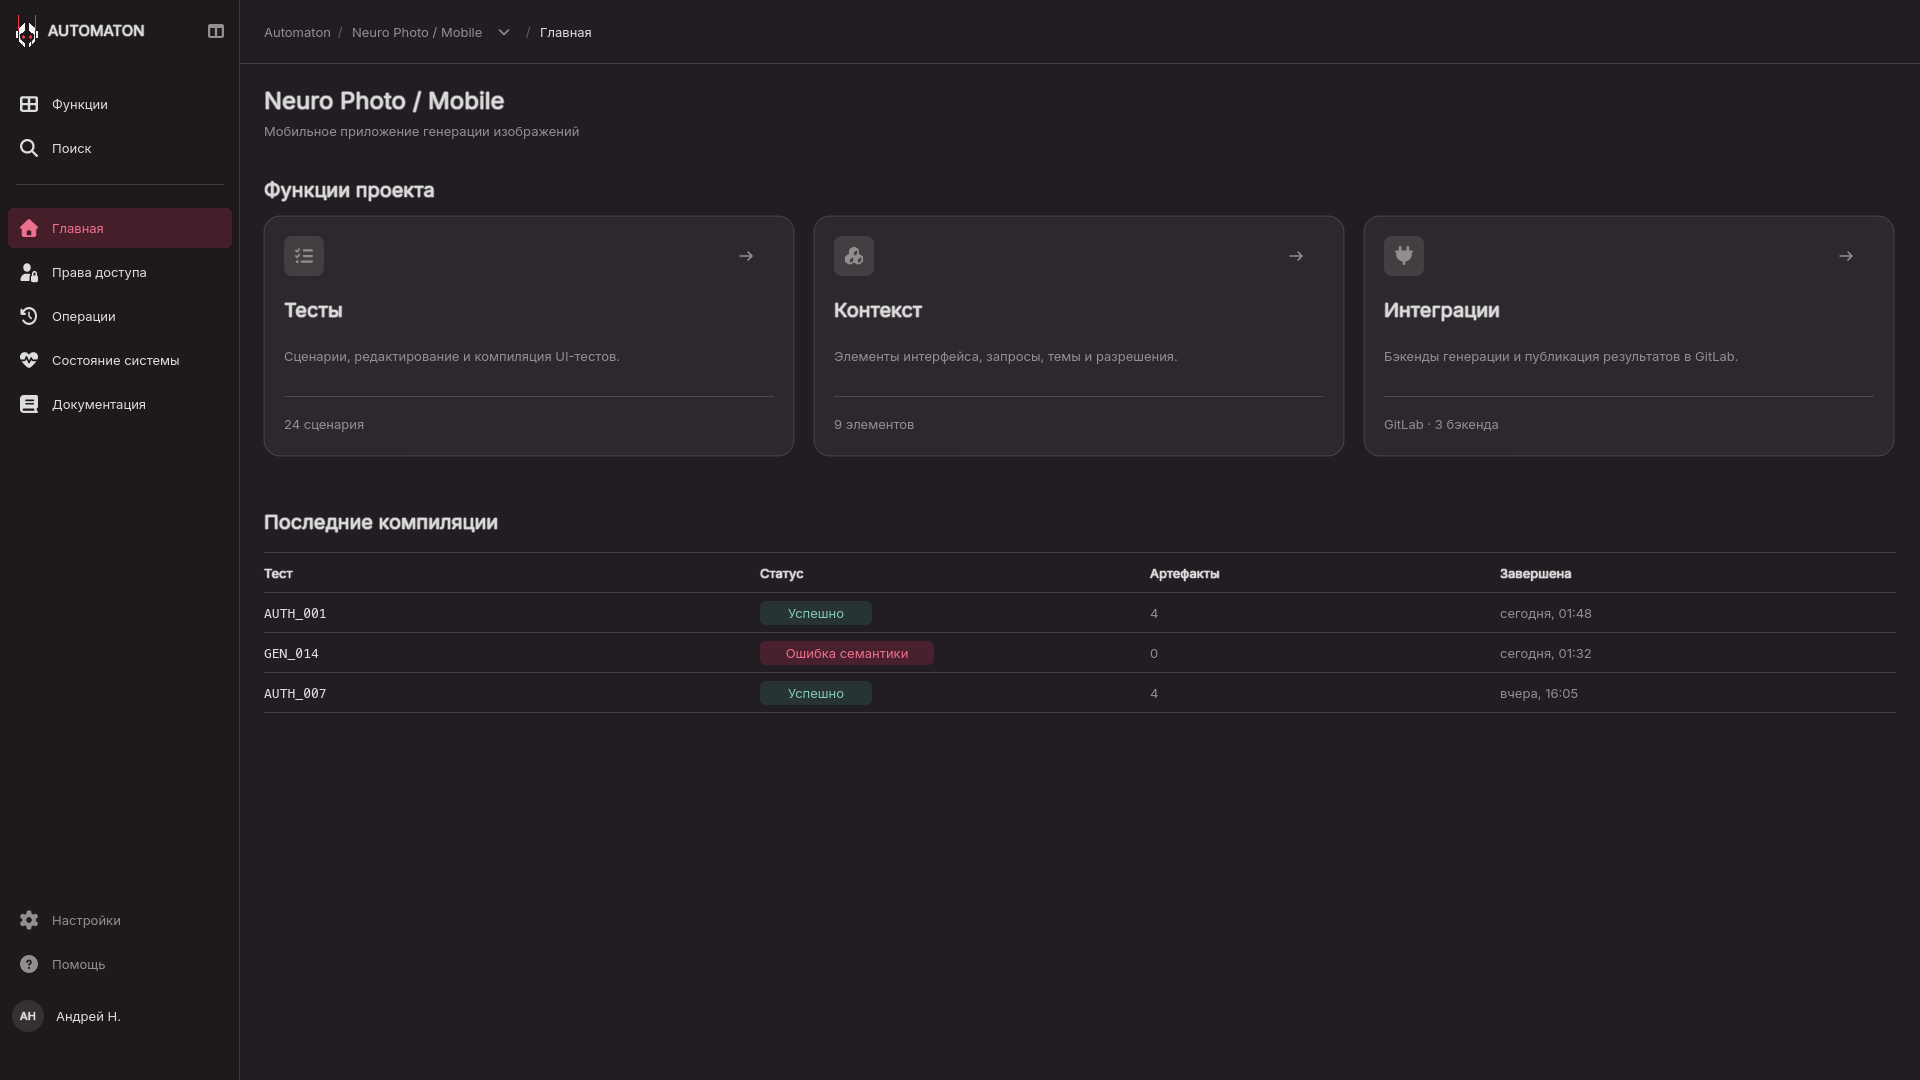 AUTOMATON
Функции
Поиск
Главная
Права доступа
Операции
Состояние системы
Документация
Настройки
Помощь
АН
Андрей Н.
Automaton / Neuro Photo / Mobile / Главная
Neuro Photo / Mobile
Мобильное приложение генерации изображений
Функции проекта
Тесты
Сценарии, редактирование и компиляция UI-тестов.
24 сценария
Контекст
Элементы интерфейса, запросы, темы и разрешения.
9 элементов
Интеграции
Бэкенды генерации и публикация результатов в GitLab.
GitLab · 3 бэкенда
Последние компиляции
Тест Статус Артефакты Завершена
AUTH_001 Успешно 4 сегодня, 01:48
GEN_014 Ошибка семантики 0 сегодня, 01:32
AUTH_007 Успешно 4 вчера, 16:05